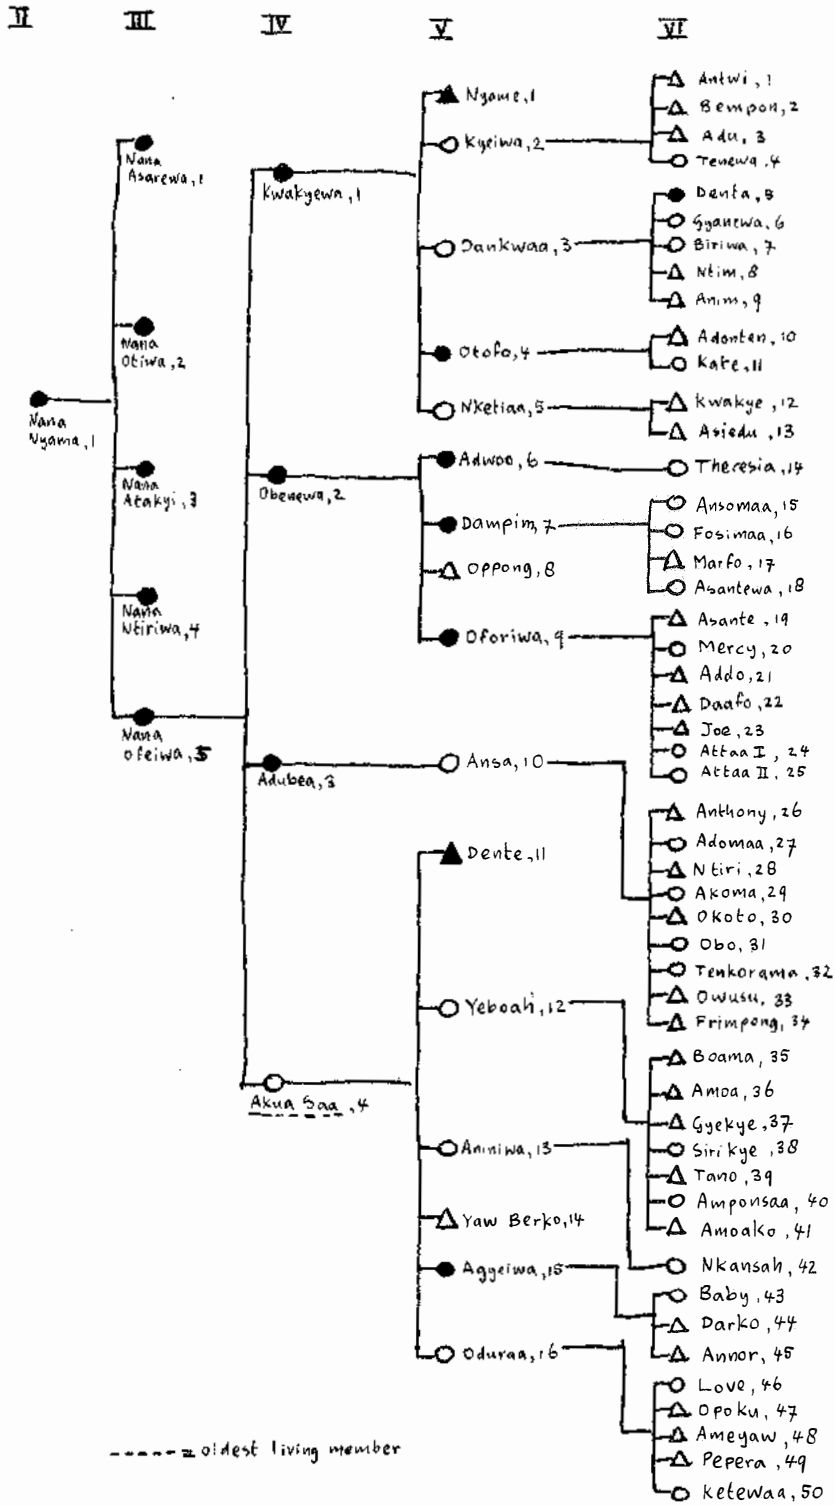 II III IV V VI
Nana
Nyama, 1
Nana
Asarewa, 1
Nana
Otiwa, 2
Nana
Atakyi, 3
Nana
Ntiriwa, 4
Nana
Ofeiwa, 5
Kwakyewa, 1
Obenewa, 2
Adubea, 3
Akua Saa, 4
Nyame, 1
Kyeiwa, 2
Dankwaa, 3
Otofo, 4
Nketiaa, 5
Adwoo, 6
Dampim, 7
Oppong, 8
Oforiwa, 9
Ansa, 10
Dente, 11
Yeboah, 12
Aniniwa, 13
Yaw Berko, 14
Agyeiwa, 15
Oduraa, 16
Antwi, 1
Bempon, 2
Adu, 3
Tenewa, 4
Denta, 5
Gyanewa, 6
Biriwa, 7
Ntim, 8
Anim, 9
Adonten, 10
Kate, 11
Kwakye, 12
Asiedu, 13
Theresia, 14
Ansomaa, 15
Fosimaa, 16
Marfo, 17
Asantewa, 18
Asante, 19
Mercy, 20
Addo, 21
Daafo, 22
Joe, 23
Attaa I, 24
Attaa II, 25
Anthony, 26
Adomaa, 27
Ntiri, 28
Akoma, 29
Okoto, 30
Obo, 31
Tenkorama, 32
Owusu, 33
Frimpong, 34
Boama, 35
Amoa, 36
Gyekye, 37
Sirikye, 38
Tano, 39
Amponsaa, 40
Amoako, 41
Nkansah, 42
Baby, 43
Darko, 44
Annor, 45
Love, 46
Opoku, 47
Ameyaw, 48
Pepera, 49
Ketewaa, 50
------ = oldest living member